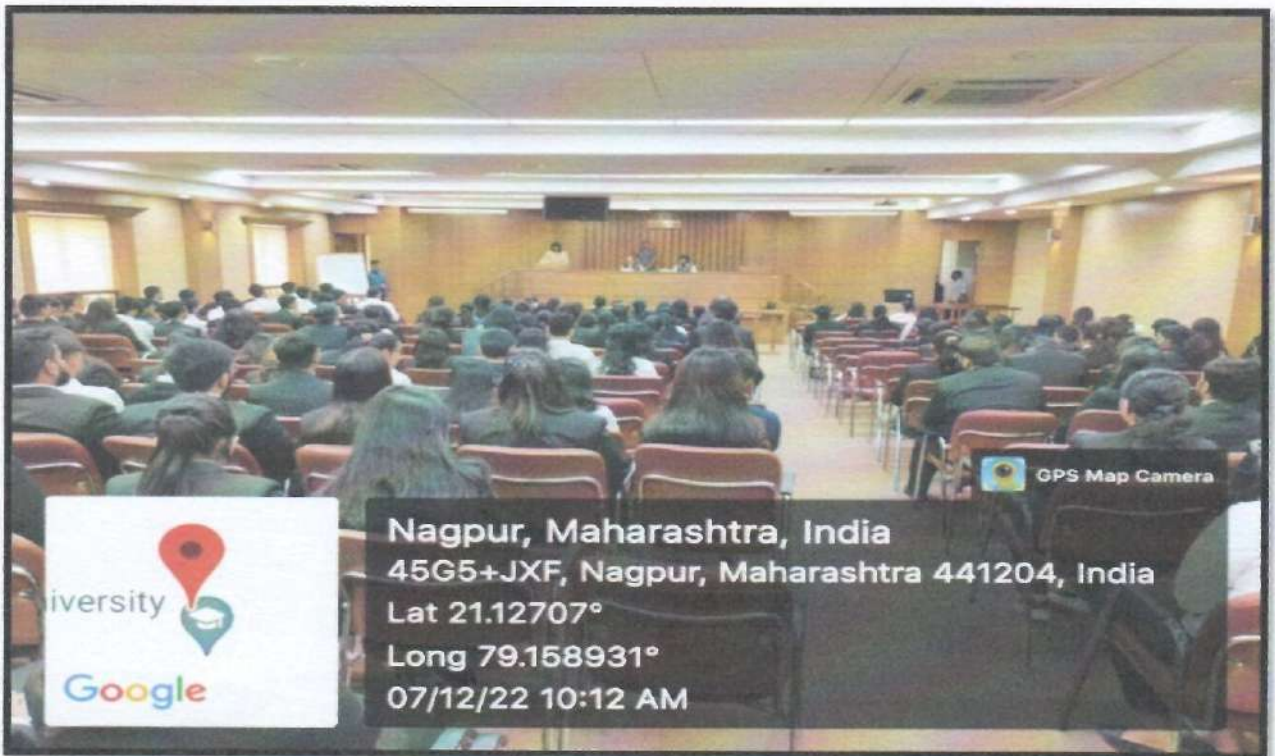 GPS Map Camera
Nagpur, Maharashtra, India
45G5+JXF, Nagpur, Maharashtra 441204, India
Lat 21.12707°
Long 79.158931°
07/12/22 10:12 AM
iversity
Google